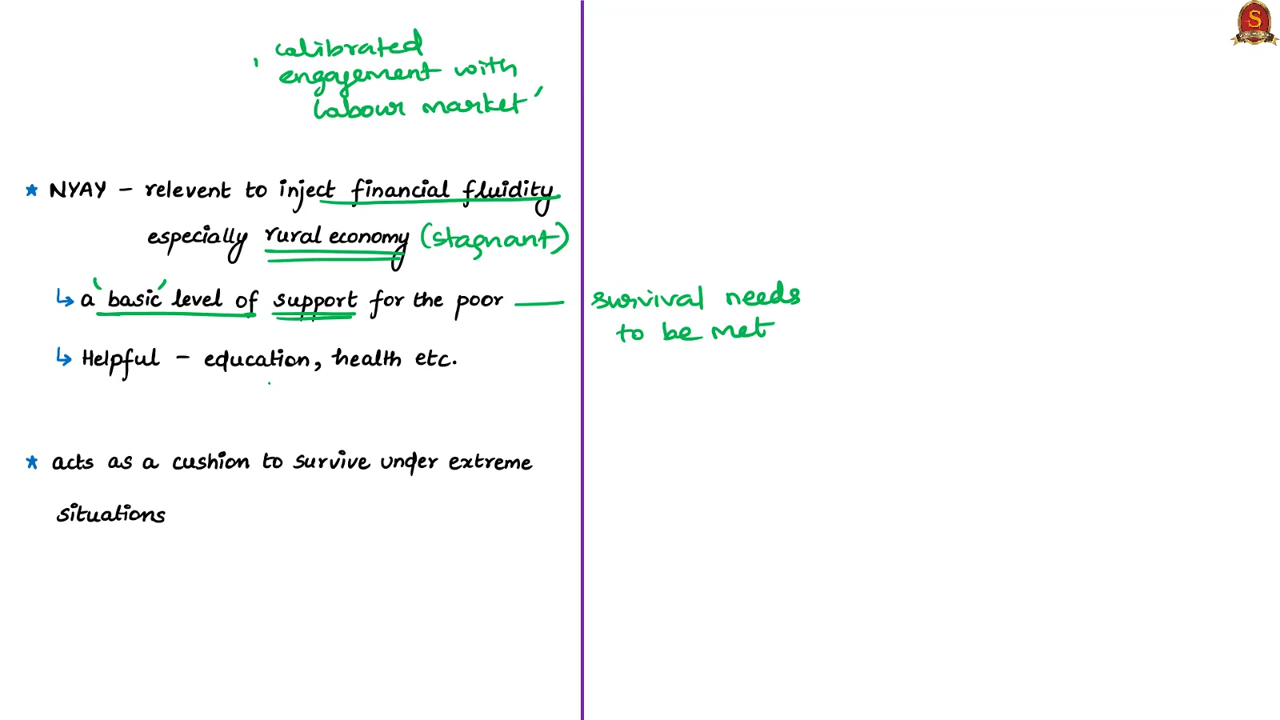 ' calibrated
engagement with
labour market '
* NYAY – relevent to inject financial fluidity
especially rural economy (stagnant)
↳ a 'basic' level of support for the poor — survival needs
to be met
↳ Helpful – education, health etc.
* acts as a cushion to survive under extreme
situations
S